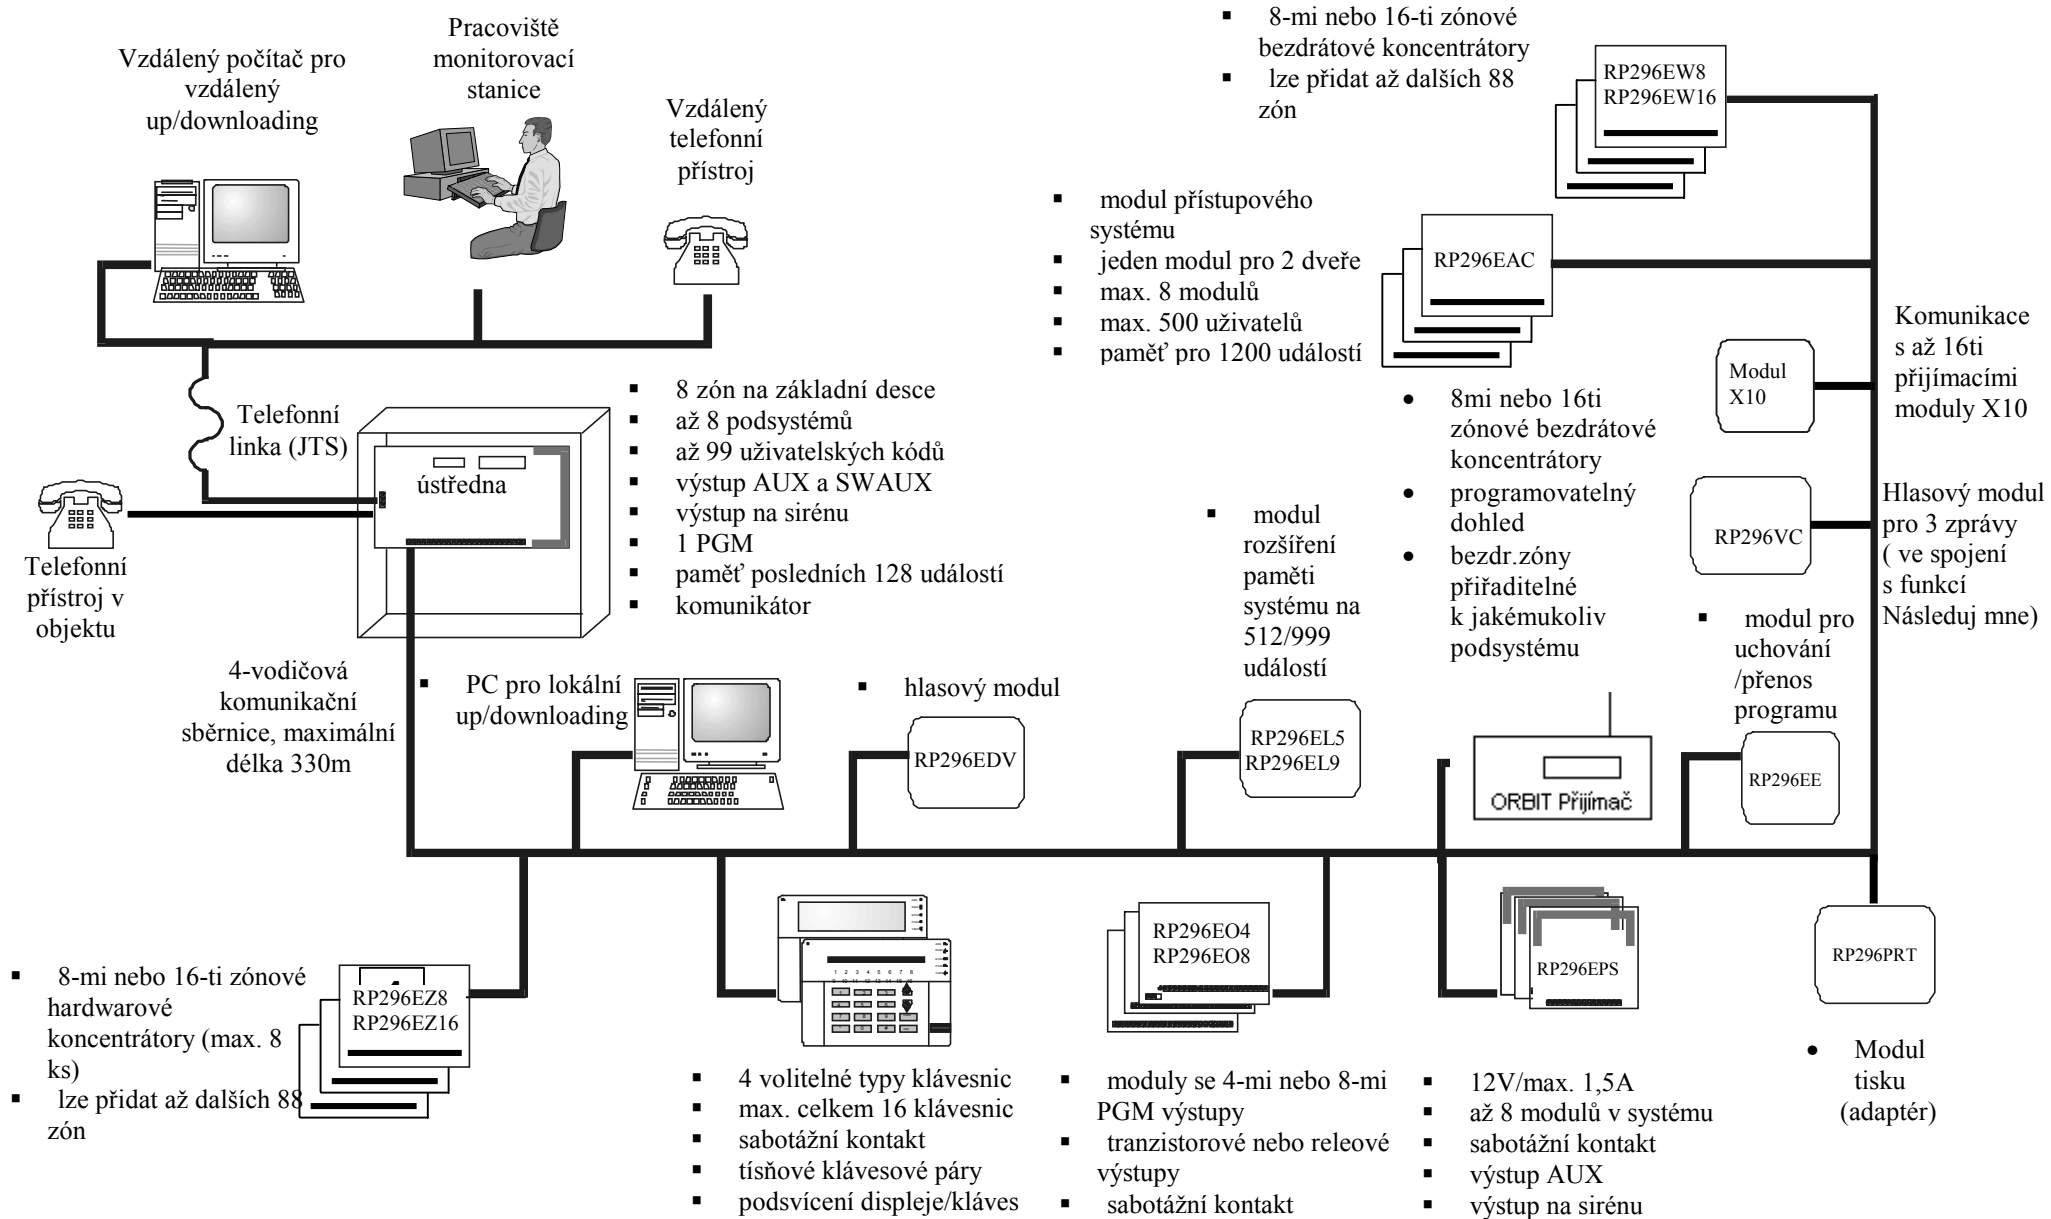 Vzdálený počítač pro
vzdálený
up/downloading
Pracoviště
monitorovací
stanice
Vzdálený
telefonní
přístroj
▪ 8-mi nebo 16-ti zónové
bezdrátové koncentrátory
▪ lze přidat až dalších 88
zón
RP296EW8
RP296EW16
▪ modul přístupového
systému
▪ jeden modul pro 2 dveře
▪ max. 8 modulů
▪ max. 500 uživatelů
▪ paměť pro 1200 událostí
RP296EAC
Komunikace
s až 16ti
přijímacími
moduly X10
Modul
X10
Telefonní
linka (JTS)
ústředna
▪ 8 zón na základní desce
▪ až 8 podsystémů
▪ až 99 uživatelských kódů
▪ výstup AUX a SWAUX
▪ výstup na sirénu
▪ 1 PGM
▪ paměť posledních 128 událostí
▪ komunikátor
Telefonní
přístroj v
objektu
• 8mi nebo 16ti
zónové bezdrátové
koncentrátory
• programovatelný
dohled
• bezdr.zóny
přiřaditelné
k jakémukoliv
podsystému
RP296VC
Hlasový modul
pro 3 zprávy
( ve spojení
s funkcí
Následuj mne)
▪ modul
rozšíření
paměti
systému na
512/999
událostí
▪ modul pro
uchování
/přenos
programu
4-vodičová
komunikační
sběrnice, maximální
délka 330m
▪ PC pro lokální
up/downloading
▪ hlasový modul
RP296EDV
RP296EL5
RP296EL9
ORBIT Přijímač
RP296EE
▪ 8-mi nebo 16-ti zónové
hardwarové
koncentrátory (max. 8
ks)
▪ lze přidat až dalších 88
zón
RP296EZ8
RP296EZ16
1 2 3 4 5 6 7 8
RP296EO4
RP296EO8
RP296EPS
RP296PRT
▪ 4 volitelné typy klávesnic
▪ max. celkem 16 klávesnic
▪ sabotážní kontakt
▪ tísňové klávesové páry
▪ podsvícení displeje/kláves
▪ moduly se 4-mi nebo 8-mi
PGM výstupy
▪ tranzistorové nebo releové
výstupy
▪ sabotážní kontakt
▪ 12V/max. 1,5A
▪ až 8 modulů v systému
▪ sabotážní kontakt
▪ výstup AUX
▪ výstup na sirénu
• Modul
tisku
(adaptér)